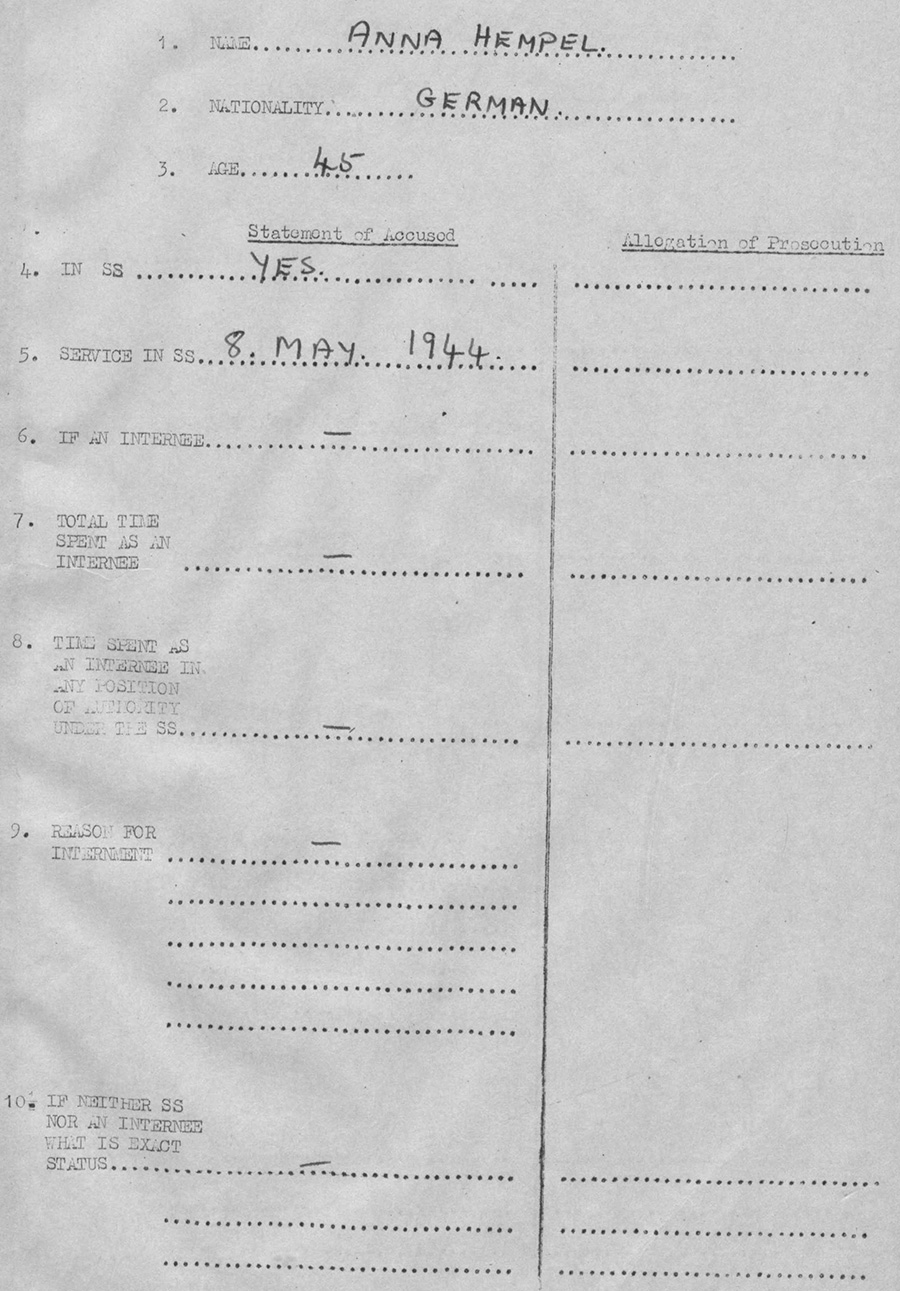 1. NAME.......ANNA HEMPEL.............
2. NATIONALITY.......GERMAN.............
3. AGE.......45.......
Statement of Accused
Allegation of Prosecution
4. IN SS .......YES.............
5. SERVICE IN SS...8. MAY. 1944.......
6. IF AN INTERNEE.......—.............
7. TOTAL TIME
SPENT AS AN
INTERNEE .......—.............
8. TIME SPENT AS
AN INTERNEE IN
ANY POSITION
OF AUTHORITY
UNDER THE SS.......—.............
9. REASON FOR
INTERNMENT .......—.............
10. IF NEITHER SS
NOR AN INTERNEE
WHAT IS EXACT
STATUS.......—.............